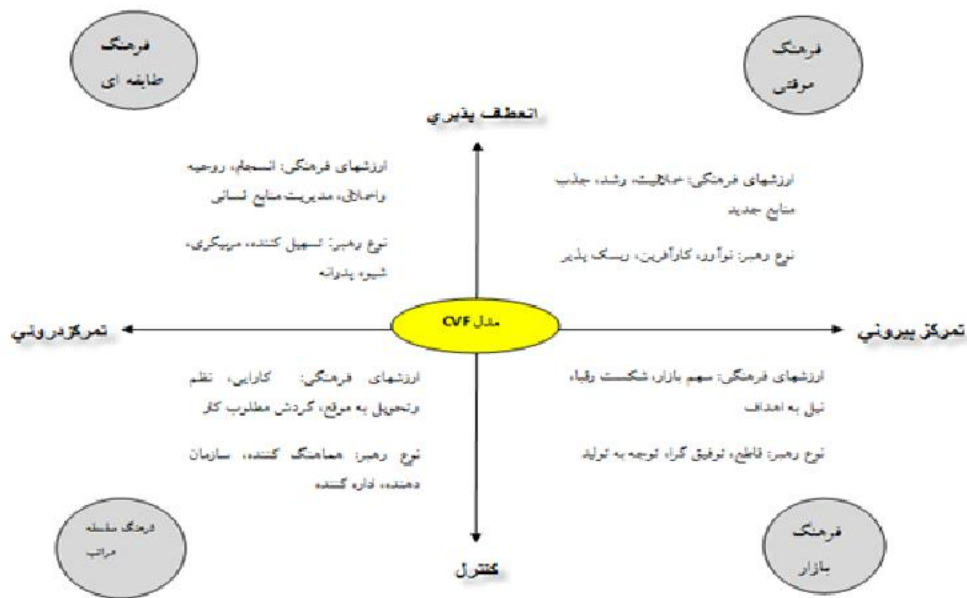 فرهنگ
طایفه ای
فرهنگ
موقتی
انعطاف پذیري
ارزشهای فرهنگی: خلاقیت، رشد، جذب
منابع جدید
نوع رهبر: نوآور، کارآفرین، ریسک پذیر
ارزشهای فرهنگی: انسجام، روحیه
واخلاق، مدیریت منابع انسانی
نوع رهبر: تسهیل کننده، مربیگری،
شیوه پدرانه
تمرکز بیروني
مدل CVF
تمرکزدروني
ارزشهای فرهنگی: سهم بازار، شکست رقبا،
نیل به اهداف
نوع رهبر: قاطع، توفیق گرا، توجه به تولید
ارزشهای فرهنگی: کارایی، نظم
وتحویل به موقع، گردش مطلوب کار
نوع رهبر: هماهنگ کننده، سازمان
دهنده، اداره کننده
فرهنگ سلسله
مراتب
فرهنگ
بازار
کنترل